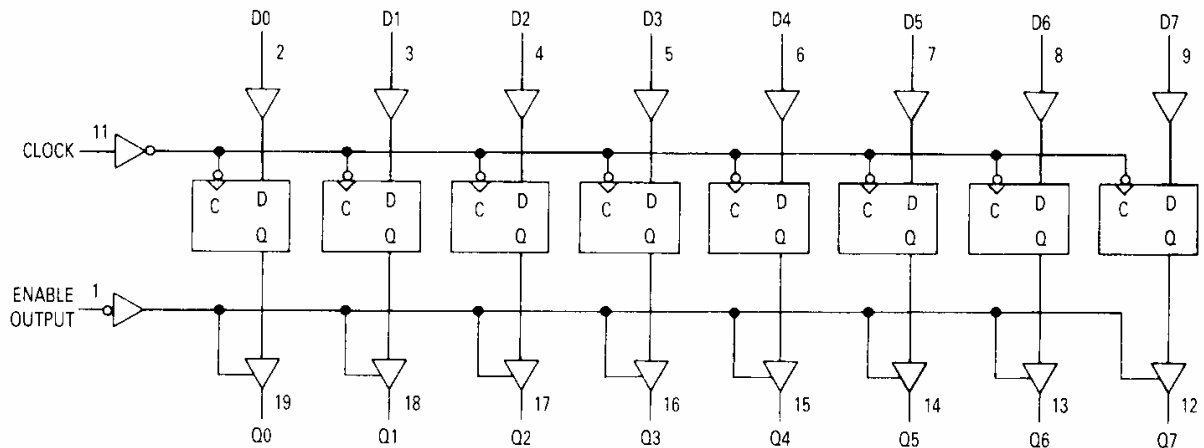 D0 D1 D2 D3 D4 D5 D6 D7
2 3 4 5 6 7 8 9
CLOCK 11
C D C D C D C D C D C D C D C D
Q Q Q Q Q Q Q Q
ENABLE 1
OUTPUT
19 18 17 16 15 14 13 12
Q0 Q1 Q2 Q3 Q4 Q5 Q6 Q7